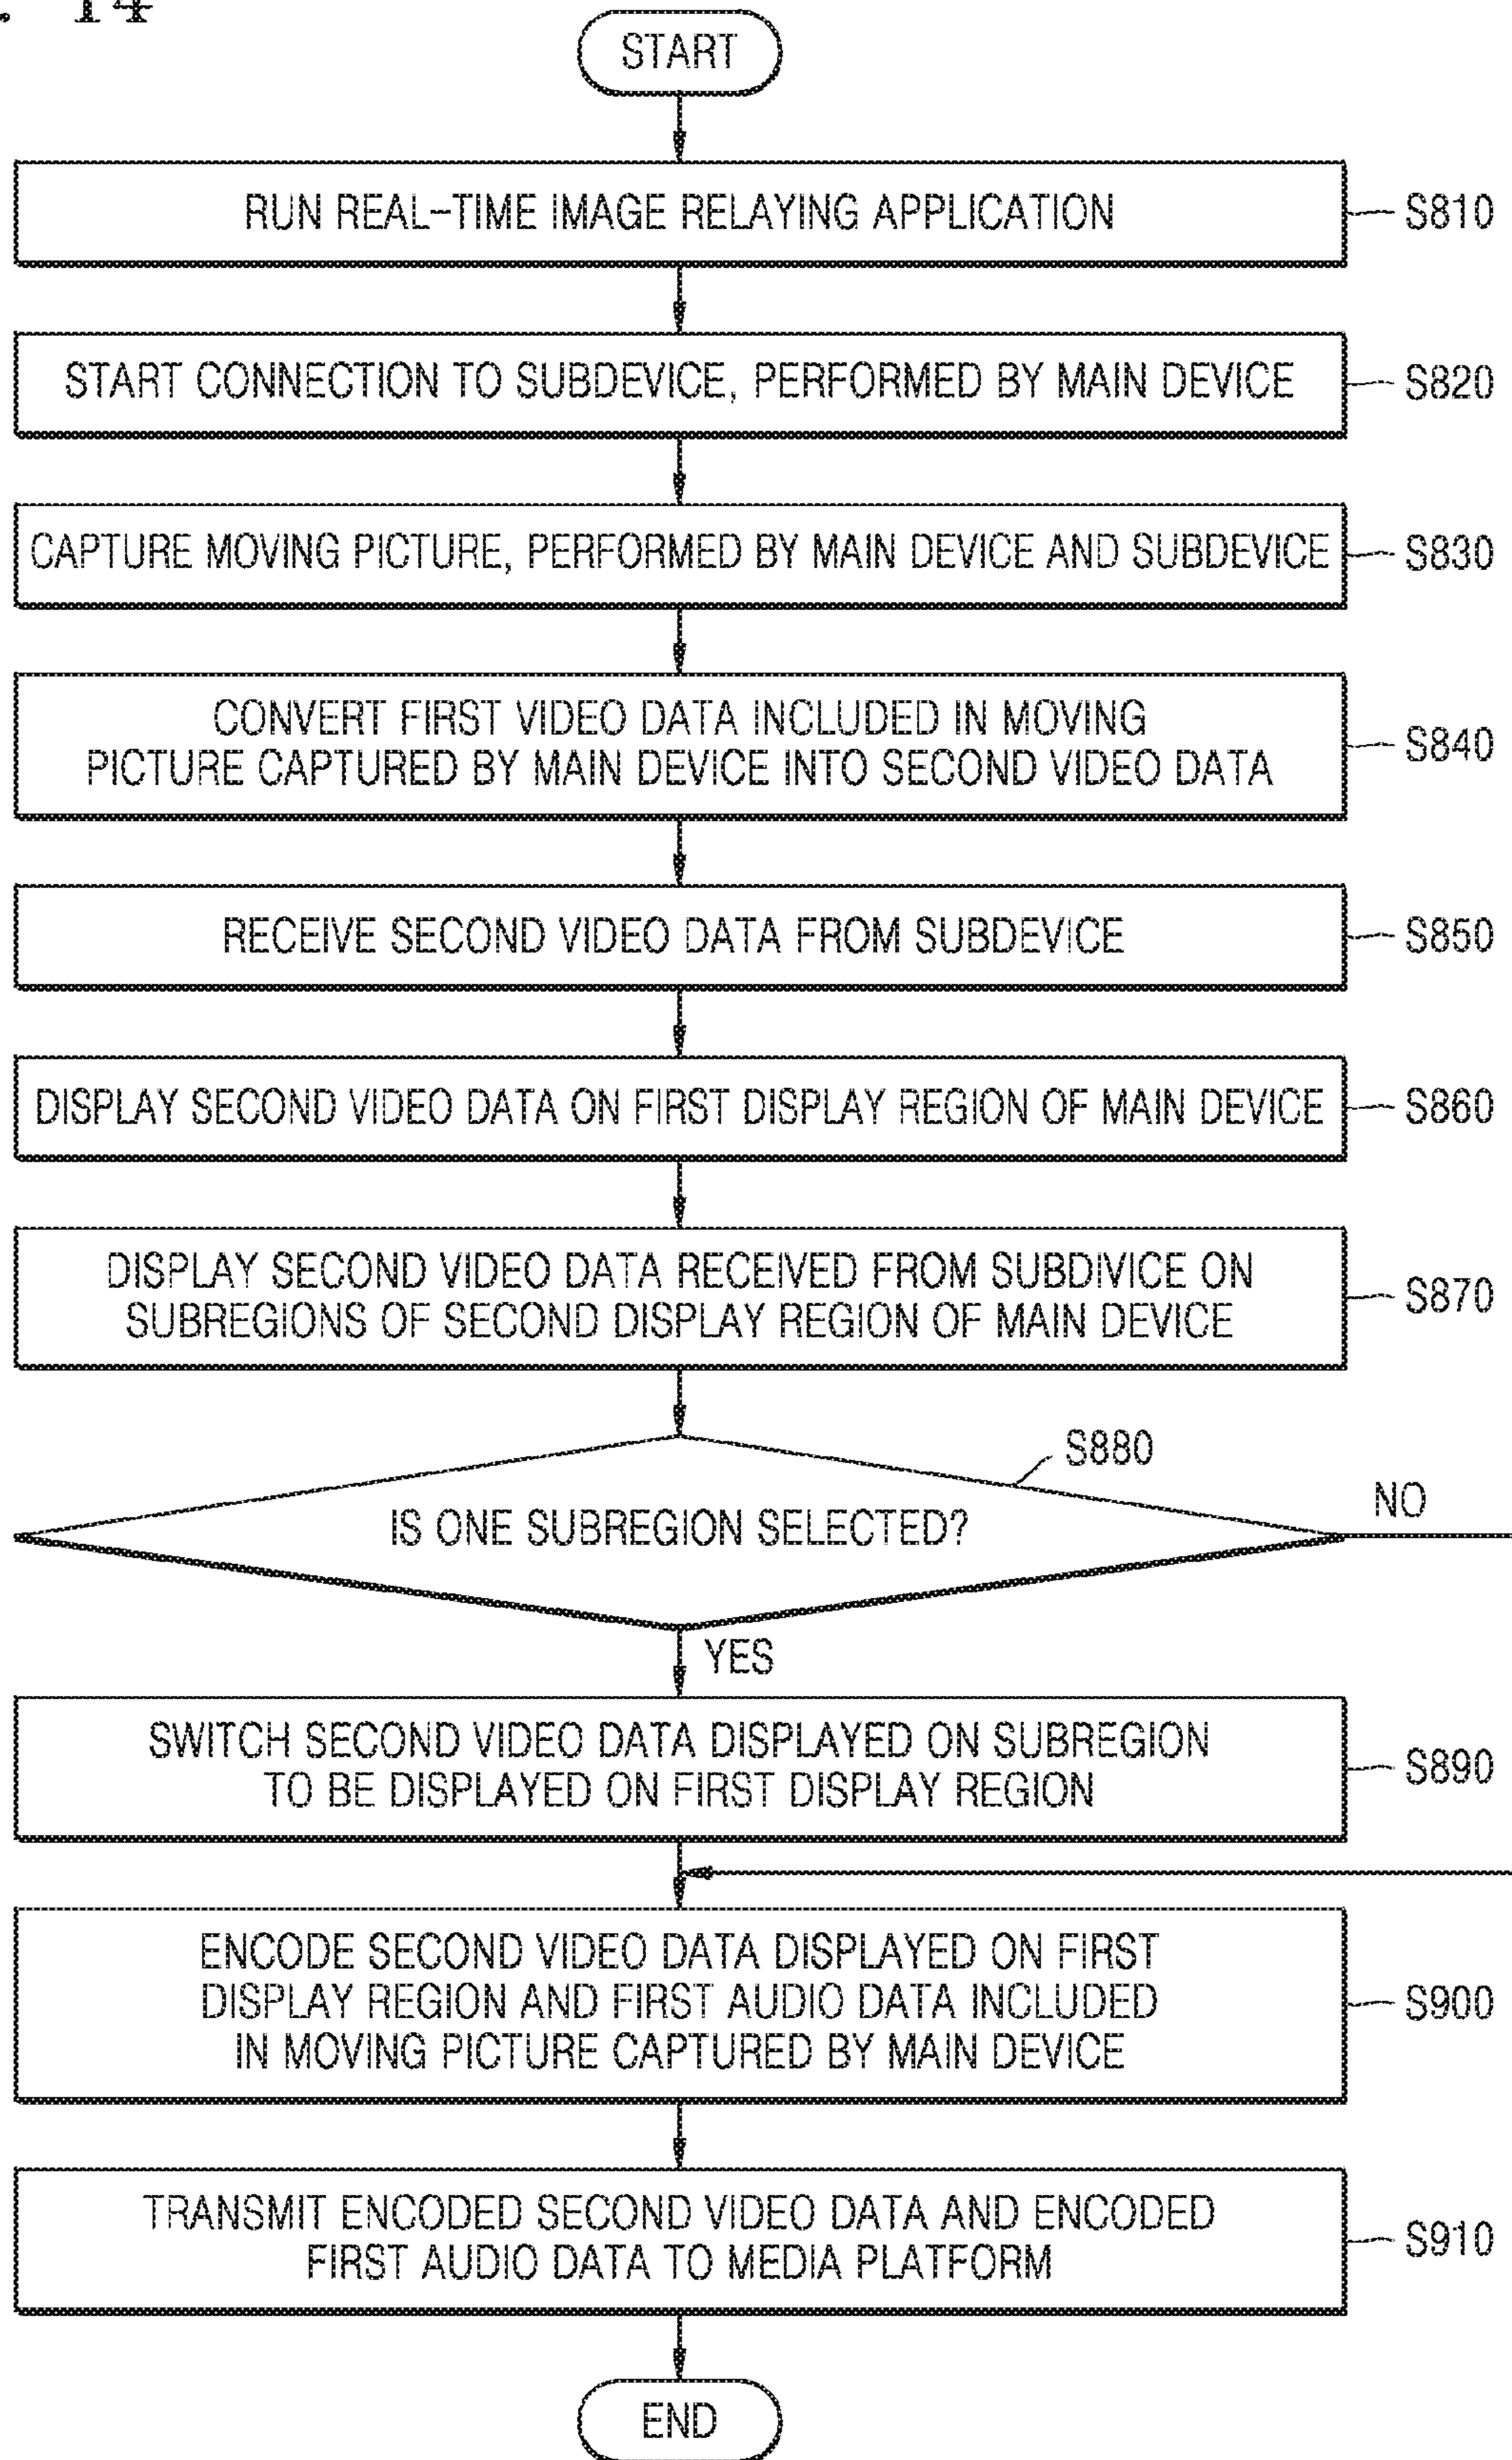 . 14
START
RUN REAL-TIME IMAGE RELAYING APPLICATION
S810
START CONNECTION TO SUBDEVICE, PERFORMED BY MAIN DEVICE
S820
CAPTURE MOVING PICTURE, PERFORMED BY MAIN DEVICE AND SUBDEVICE
S830
CONVERT FIRST VIDEO DATA INCLUDED IN MOVING
PICTURE CAPTURED BY MAIN DEVICE INTO SECOND VIDEO DATA
S840
RECEIVE SECOND VIDEO DATA FROM SUBDEVICE
S850
DISPLAY SECOND VIDEO DATA ON FIRST DISPLAY REGION OF MAIN DEVICE
S860
DISPLAY SECOND VIDEO DATA RECEIVED FROM SUBDIVICE ON
SUBREGIONS OF SECOND DISPLAY REGION OF MAIN DEVICE
S870
S880
IS ONE SUBREGION SELECTED?
NO
YES
SWITCH SECOND VIDEO DATA DISPLAYED ON SUBREGION
TO BE DISPLAYED ON FIRST DISPLAY REGION
S890
ENCODE SECOND VIDEO DATA DISPLAYED ON FIRST
DISPLAY REGION AND FIRST AUDIO DATA INCLUDED
IN MOVING PICTURE CAPTURED BY MAIN DEVICE
S900
TRANSMIT ENCODED SECOND VIDEO DATA AND ENCODED
FIRST AUDIO DATA TO MEDIA PLATFORM
S910
END